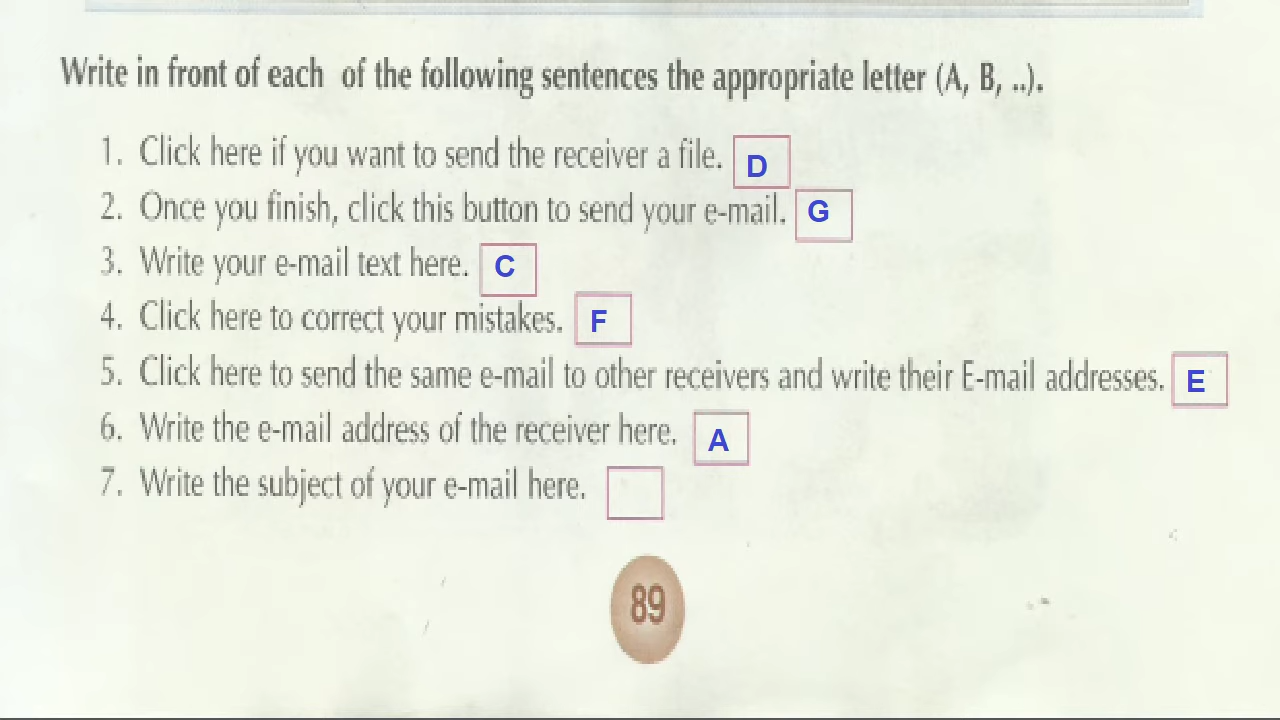 Write in front of each of the following sentences the appropriate letter (A, B, ..).
1. Click here if you want to send the receiver a file. D
2. Once you finish, click this button to send your e-mail. G
3. Write your e-mail text here. C
4. Click here to correct your mistakes. F
5. Click here to send the same e-mail to other receivers and write their E-mail addresses. E
6. Write the e-mail address of the receiver here. A
7. Write the subject of your e-mail here.
89